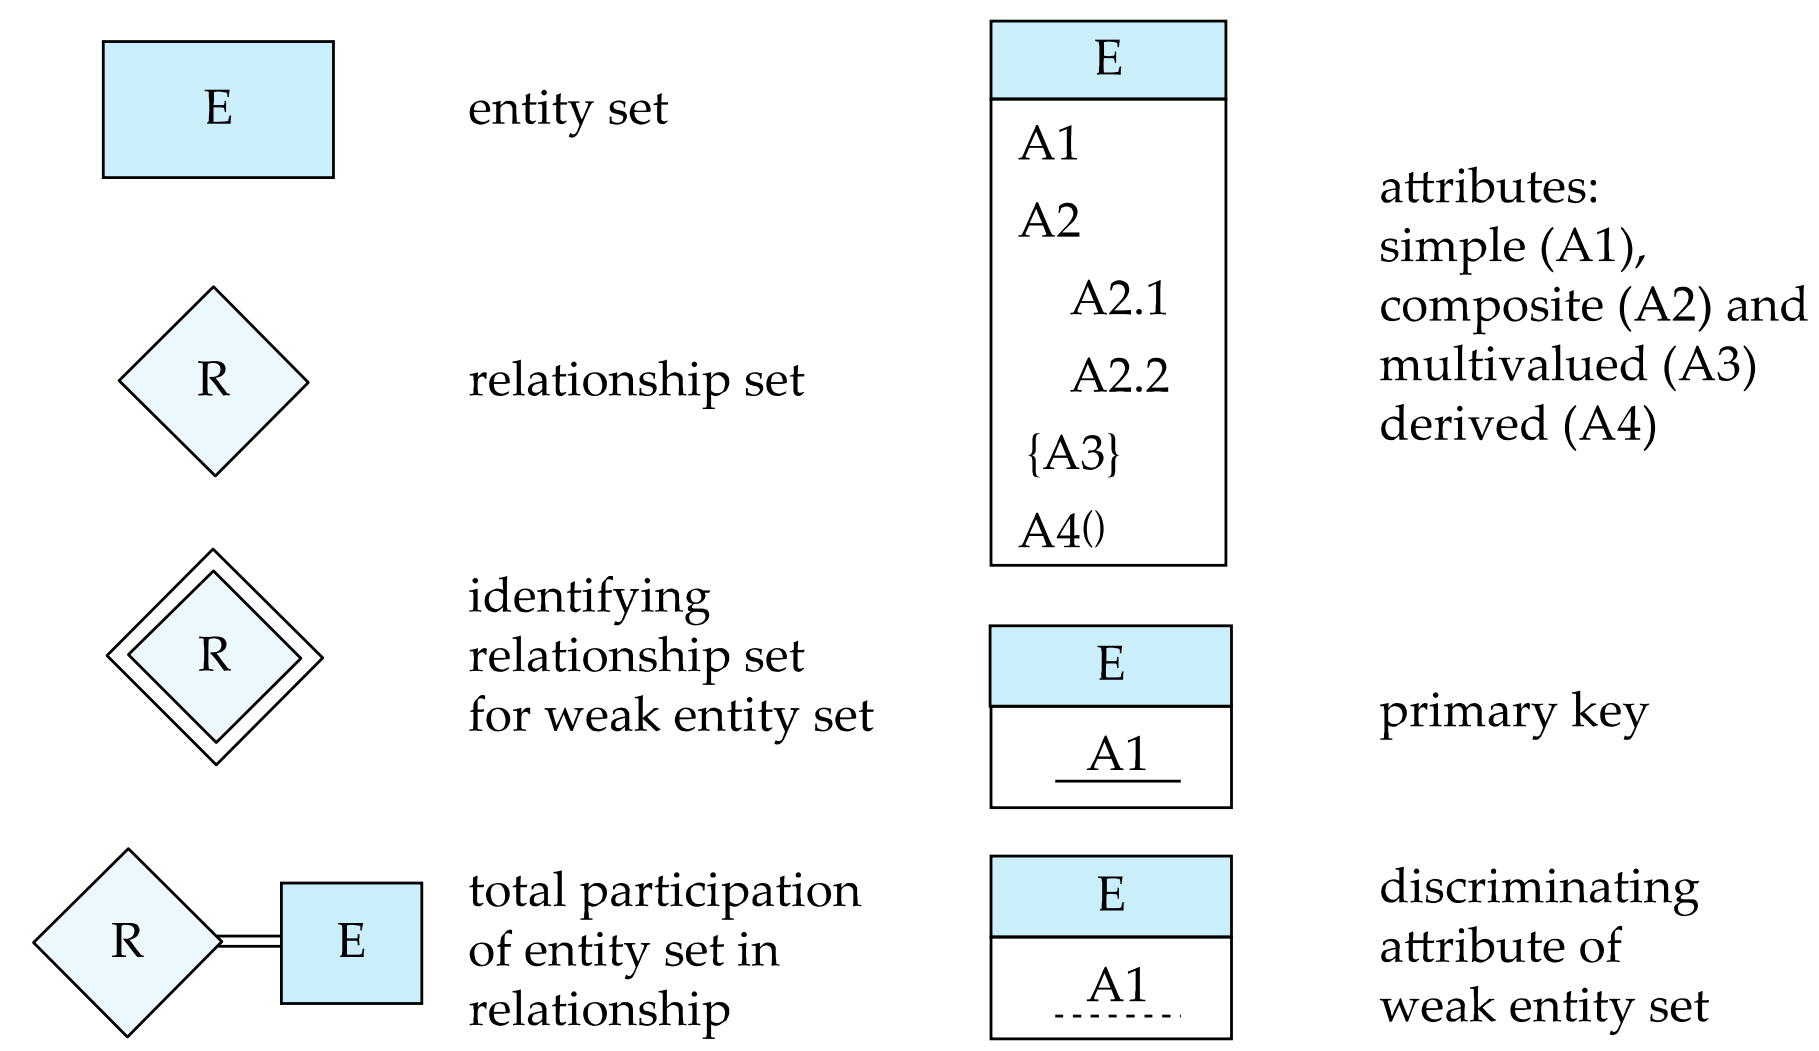 E
entity set
R
relationship set
R
identifying
relationship set
for weak entity set
R
E
total participation
of entity set in
relationship
E
A1
A2
A2.1
A2.2
{A3}
A4()
attributes:
simple (A1),
composite (A2) and
multivalued (A3)
derived (A4)
E
A1
primary key
E
A1
discriminating
attribute of
weak entity set